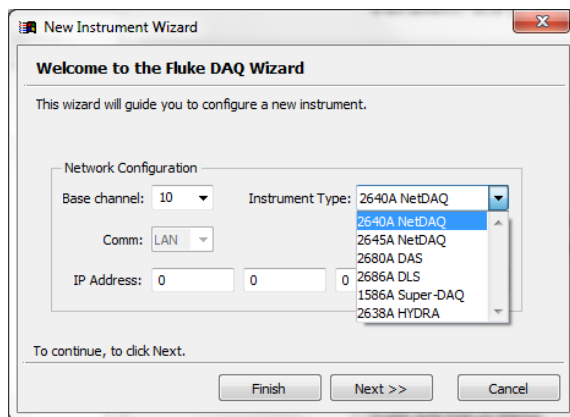 New Instrument Wizard
Welcome to the Fluke DAQ Wizard
This wizard will guide you to configure a new instrument.
Network Configuration
Base channel: 10 Instrument Type: 2640A NetDAQ
2640A NetDAQ
Comm: LAN 2645A NetDAQ
2680A DAS
2686A DLS
IP Address: 0 0 0 1586A Super-DAQ
2638A HYDRA
To continue, to click Next.
Finish Next >> Cancel